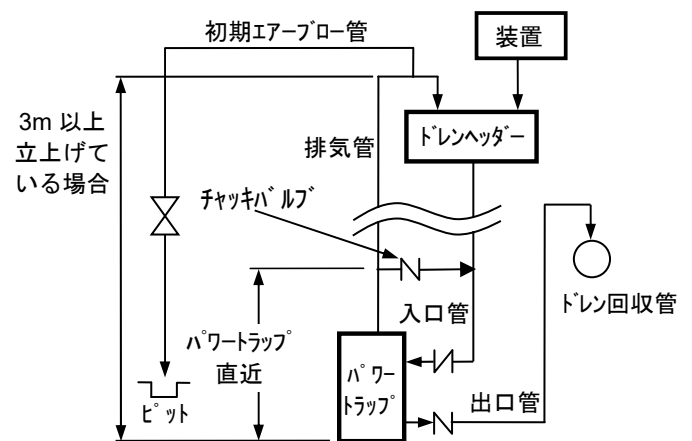 初期ｴｱｰﾌﾞﾛｰ管
装置
3m 以上
立上げて
いる場合
排気管
ﾄﾞﾚﾝﾍｯﾀﾞｰ
ﾁｬｯｷﾊﾞﾙﾌﾞ
入口管
ﾄﾞﾚﾝ回収管
ﾊﾟﾜｰﾄﾗｯﾌﾟ
直近
ﾊﾟﾜｰ
ﾄﾗｯﾌﾟ
出口管
ﾋﾟｯﾄ